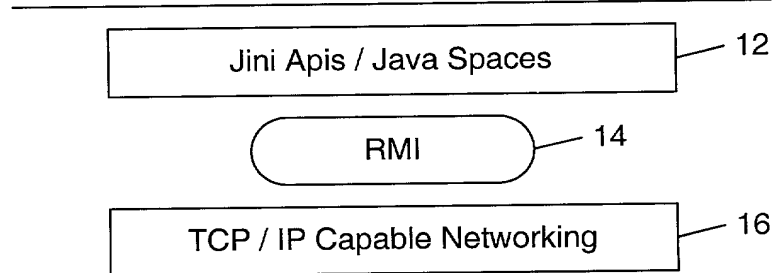 Jini Apis / Java Spaces 12
RMI 14
TCP / IP Capable Networking 16